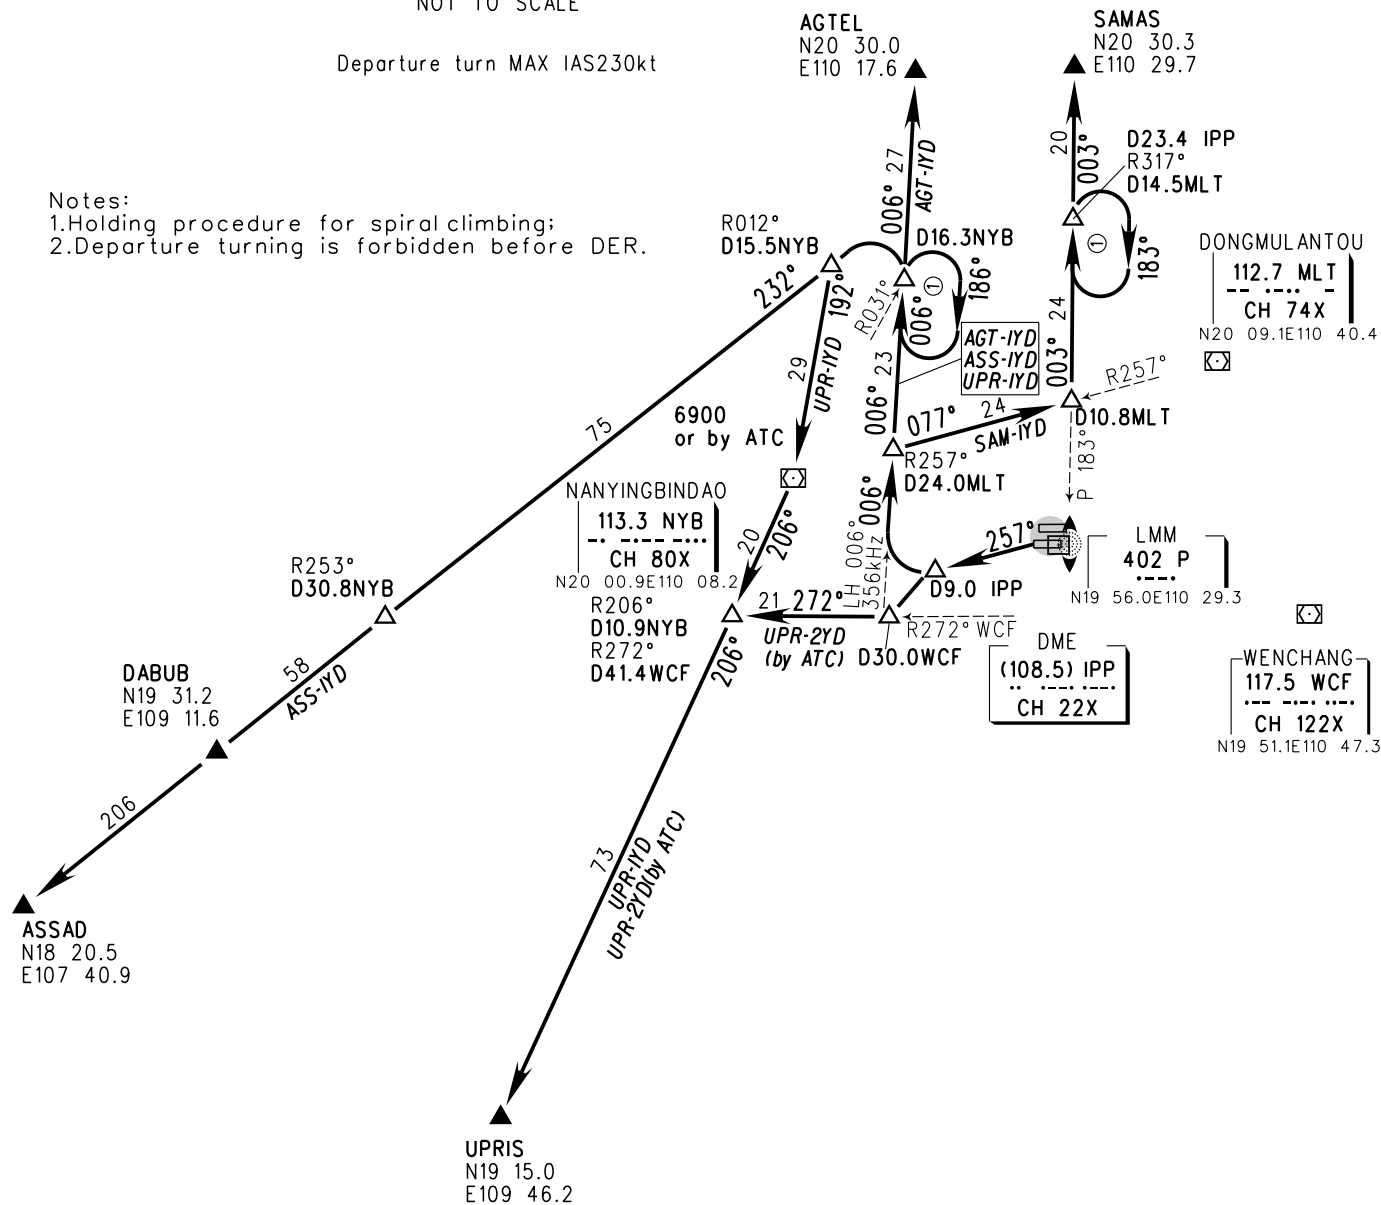 NOT TO SCALE
Departure turn MAX IAS230kt
AGTEL
N20 30.0
E110 17.6
SAMAS
N20 30.3
E110 29.7
Notes:
1.Holding procedure for spiral climbing;
2.Departure turning is forbidden before DER.
20
003°
D23.4 IPP
R317°
D14.5MLT
27
006°
AGT-IYD
R012°
D15.5NYB
D16.3NYB
232°
192°
R031°
006°
1
186°
1
183°
DONGMULANTOU
112.7 MLT
CH 74X
N20 09.1E110 40.4
24
003°
AGT-IYD
ASS-IYD
UPR-IYD
23
006°
29
UPR-IYD
R257°
D10.8MLT
077°
24
SAM-IYD
R257°
D24.0MLT
75
6900
or by ATC
P 183°
NANYINGBINDAO
113.3 NYB
CH 80X
N20 00.9E110 08.2
20
206°
006°
LH 006°
356kHz
257°
LMM
402 P
N19 56.0E110 29.3
D9.0 IPP
R253°
D30.8NYB
R206°
D10.9NYB
R272°
D41.4WCF
21
272°
UPR-2YD
(by ATC)
R272° WCF
D30.0WCF
DME
(108.5) IPP
CH 22X
WENCHANG
117.5 WCF
CH 122X
N19 51.1E110 47.3
206°
58
ASS-IYD
DABUB
N19 31.2
E109 11.6
206
ASSAD
N18 20.5
E107 40.9
73
UPR-IYD
UPR-2YD(by ATC)
UPRIS
N19 15.0
E109 46.2